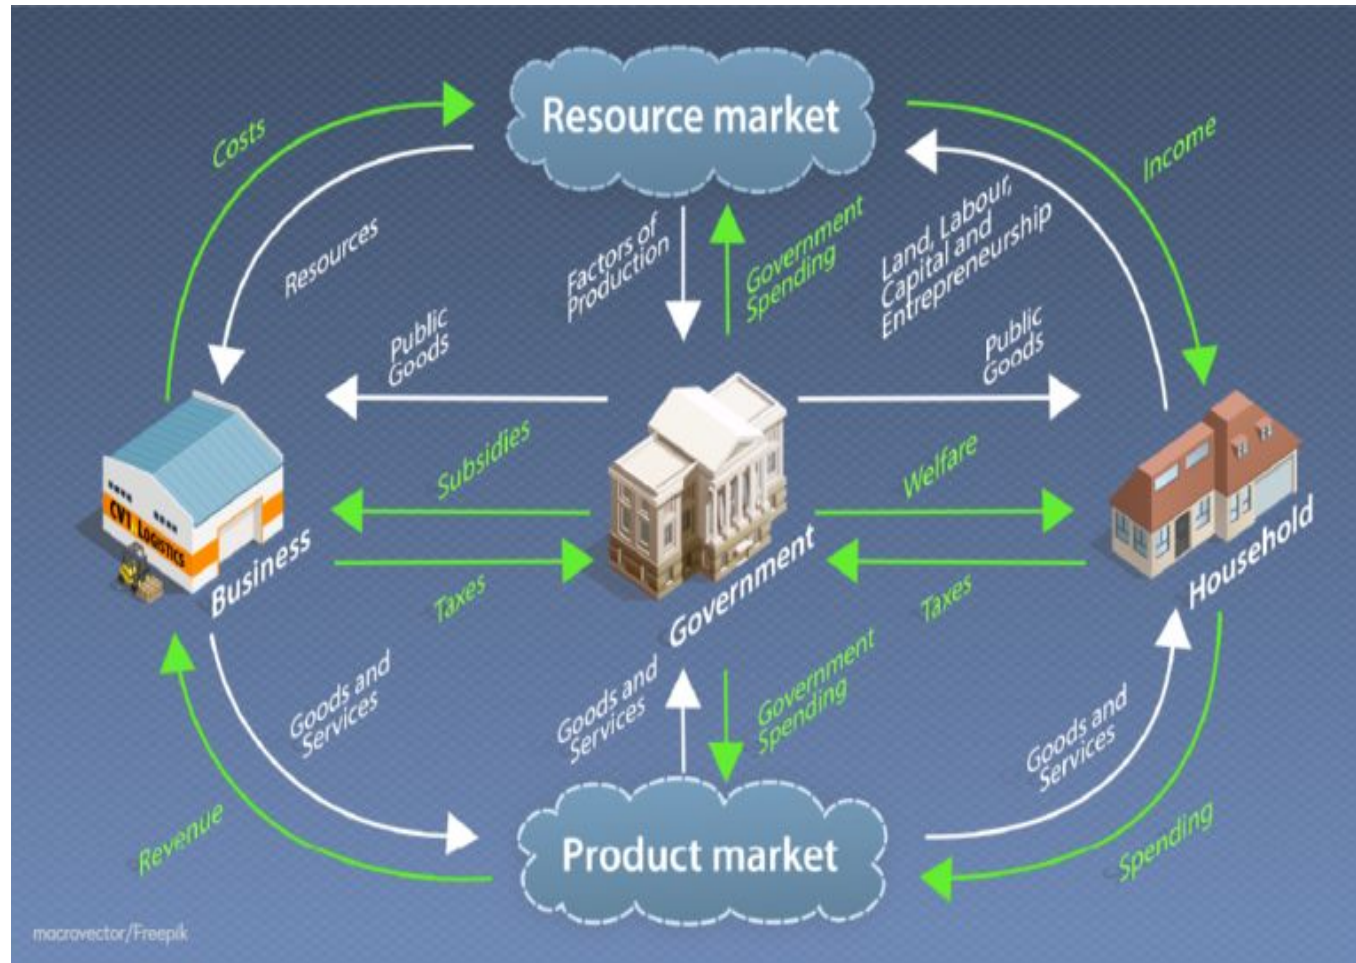 Resource market
Costs
Income
Resources
Factors of
Production
Government
Spending
Land, Labour,
Capital and
Entrepreneurship
Public
Goods
Public
Goods
Subsidies
Welfare
CVI LOGISTICS
Business
Government
Household
Taxes
Taxes
Goods and
Services
Goods and
Services
Government
Spending
Goods and
Services
Revenue
Spending
Product market
macrovector/Freepik